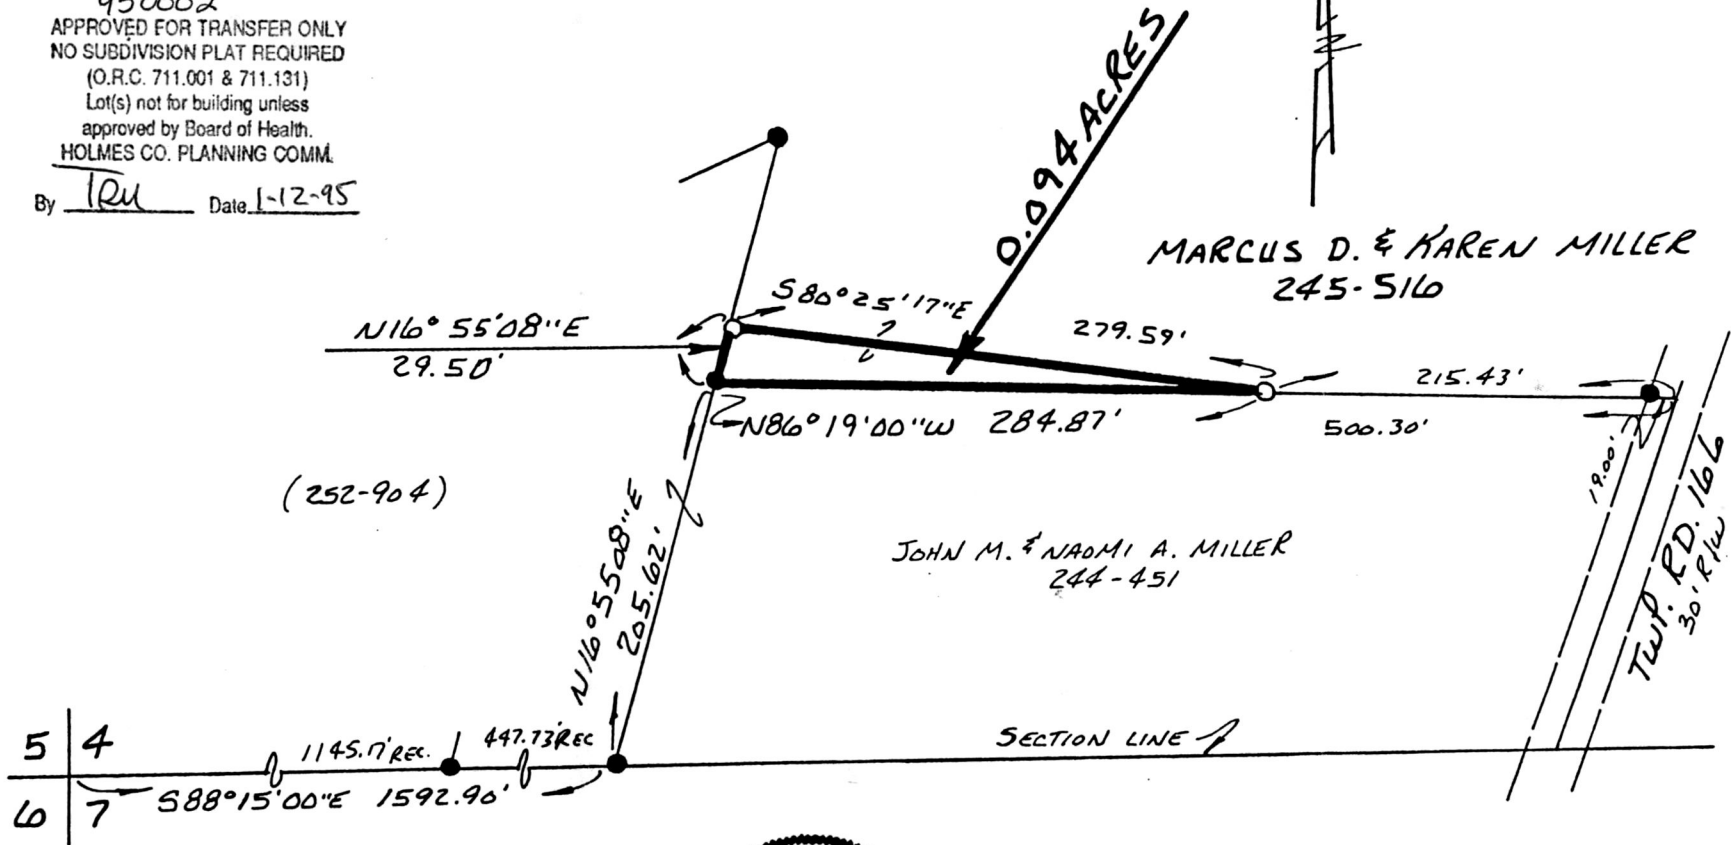 950002
APPROVED FOR TRANSFER ONLY
NO SUBDIVISION PLAT REQUIRED
(O.R.C. 711.001 & 711.131)
Lot(s) not for building unless
approved by Board of Health.
HOLMES CO. PLANNING COMM.
By Date 1-12-95
0.094 ACRES
MARCUS D. & KAREN MILLER
245-516
N16°55'08"E
29.50'
S80°25'17"E
279.59'
215.43'
N86°19'00"W 284.87'
500.30'
19.00'
(252-904)
N16°55'08"E
205.62'
JOHN M. & NAOMI A. MILLER
244-451
TWP. RD. 166
30' R/W
SECTION LINE
5 4
1145.17' REC.
447.73' REC
6 7
S88°15'00"E 1592.90'